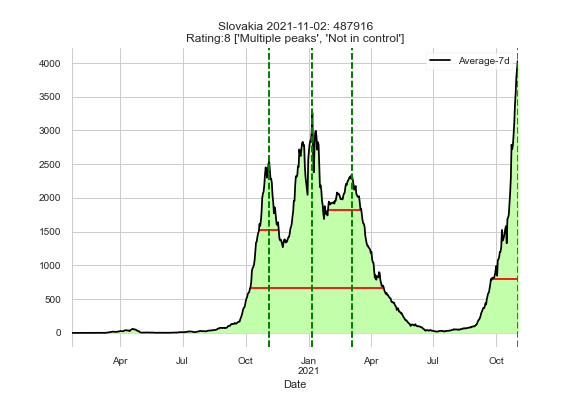 Slovakia 2021-11-02: 487916
Rating:8 ['Multiple peaks', 'Not in control']
Average-7d
4000
3500
3000
2500
2000
1500
1000
500
0
Apr
Jul
Oct
Jan
2021
Apr
Jul
Oct
Date